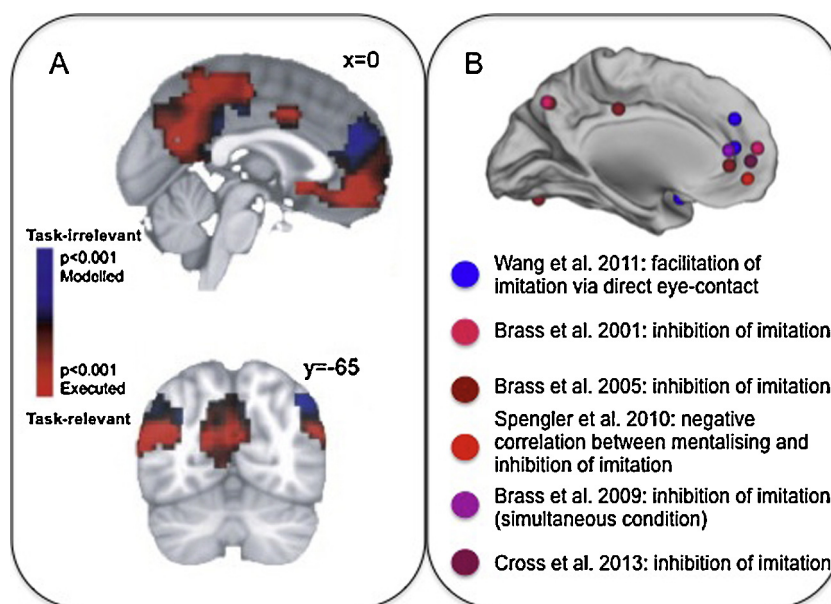 A
x=0
Task-irrelevant
p<0.001
Modelled
p<0.001
Executed
Task-relevant
y=-65
B
Wang et al. 2011: facilitation of
imitation via direct eye-contact
Brass et al. 2001: inhibition of imitation
Brass et al. 2005: inhibition of imitation
Spengler et al. 2010: negative
correlation between mentalising and
inhibition of imitation
Brass et al. 2009: inhibition of imitation
(simultaneous condition)
Cross et al. 2013: inhibition of imitation